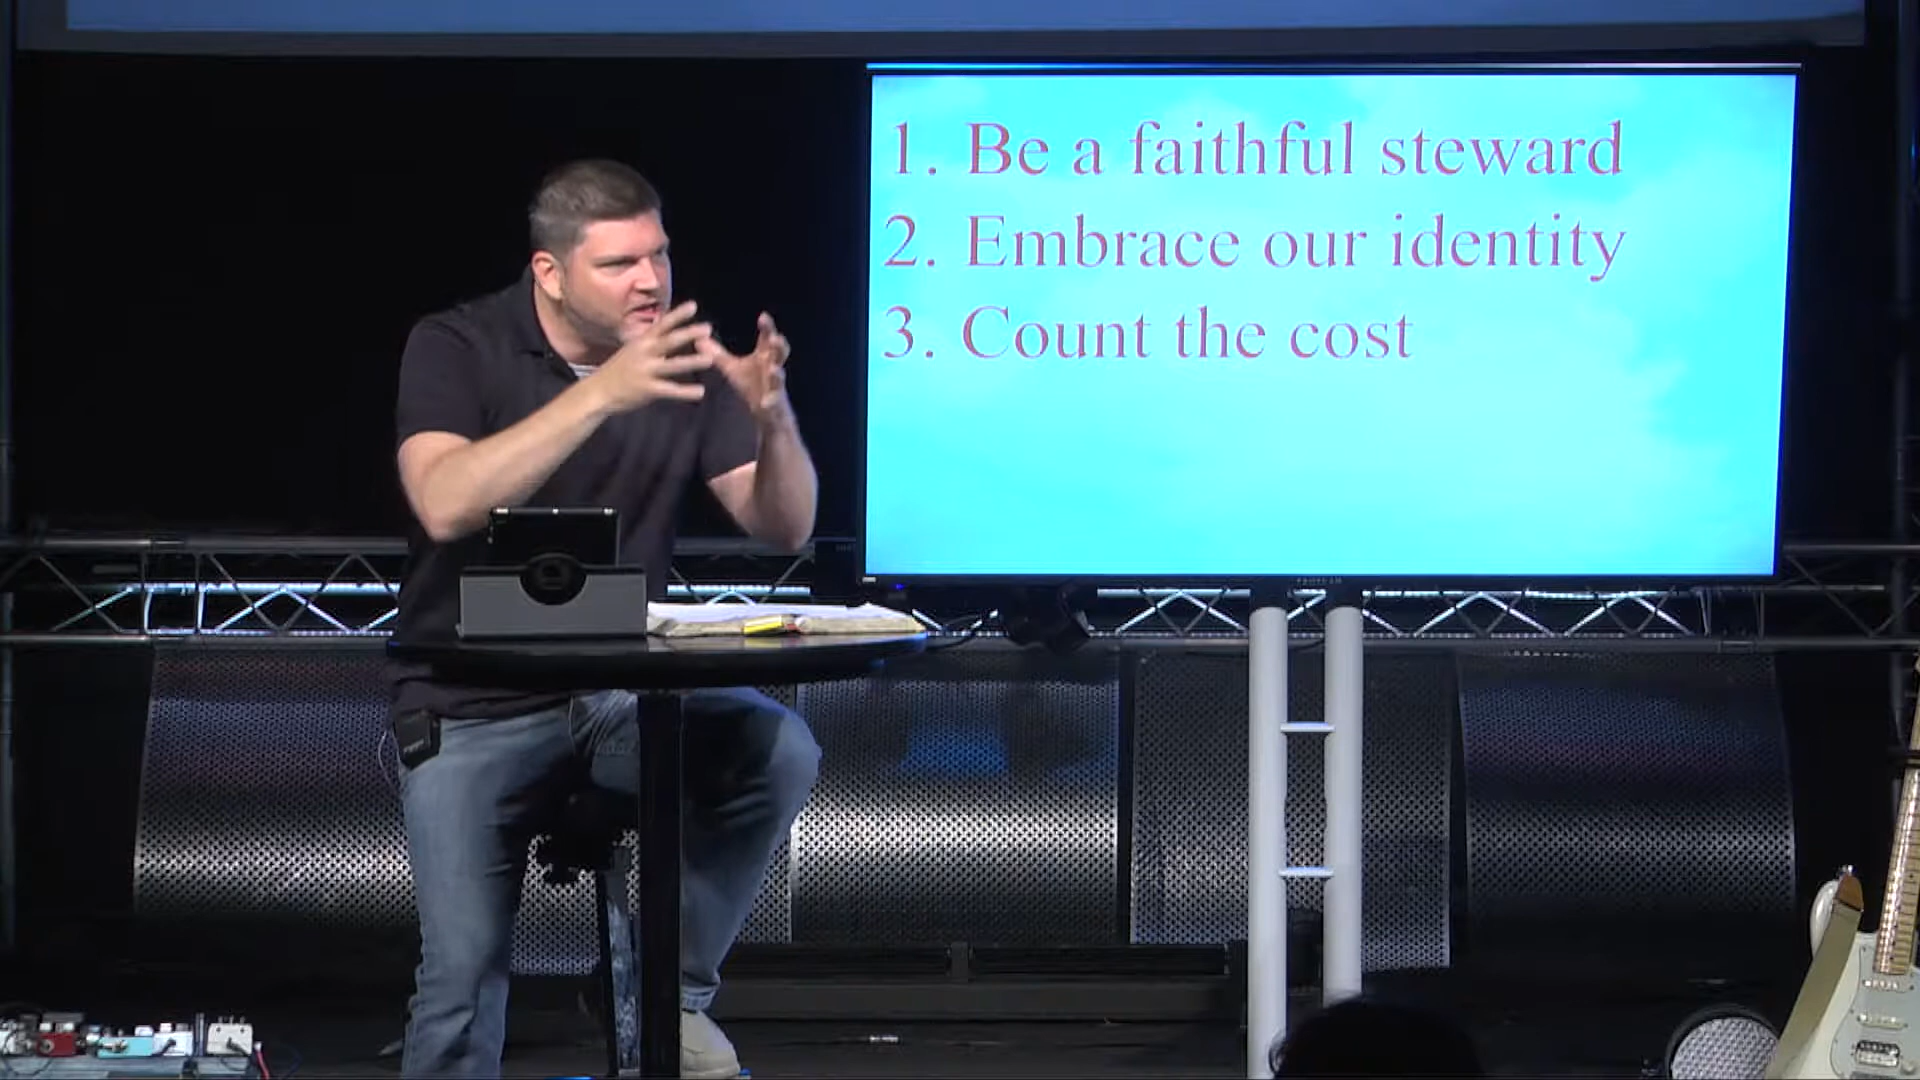 1. Be a faithful steward
2. Embrace our identity
3. Count the cost